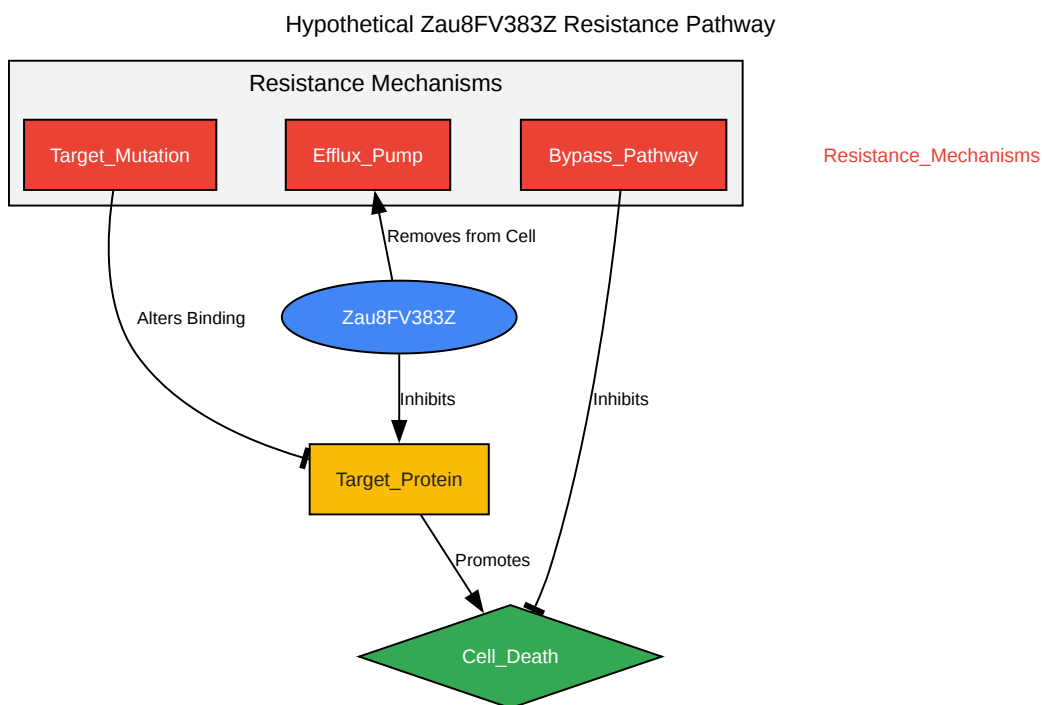 Hypothetical Zau8FV383Z Resistance Pathway
Resistance Mechanisms
Target_Mutation
Efflux_Pump
Bypass_Pathway
Resistance_Mechanisms
Removes from Cell
Alters Binding
Zau8FV383Z
Inhibits
Inhibits
Target_Protein
Promotes
Cell_Death